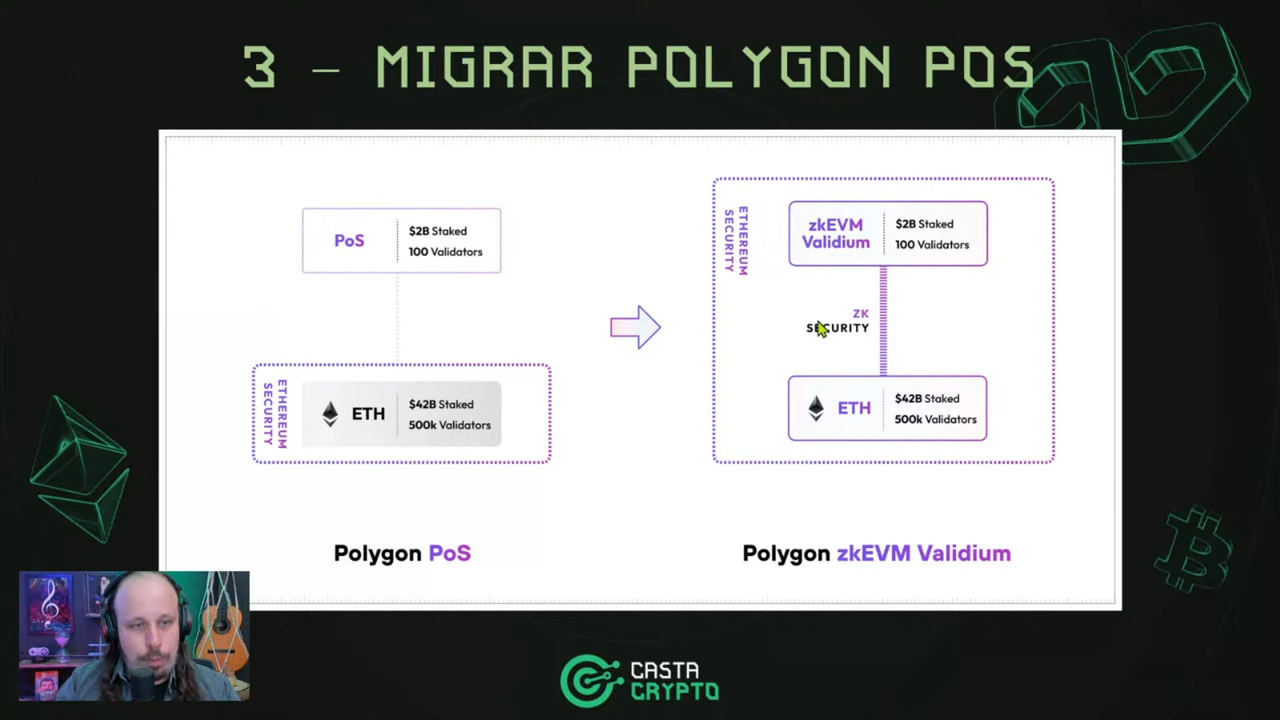 3 – MIGRAR POLYGON POS
PoS
$2B Staked
100 Validators
ETHEREUM
SECURITY
ETH
$42B Staked
500k Validators
Polygon PoS
ETHEREUM
SECURITY
zkEVM
Validium
$2B Staked
100 Validators
ZK
SECURITY
ETH
$42B Staked
500k Validators
Polygon zkEVM Validium
CASTA
CRYPTO